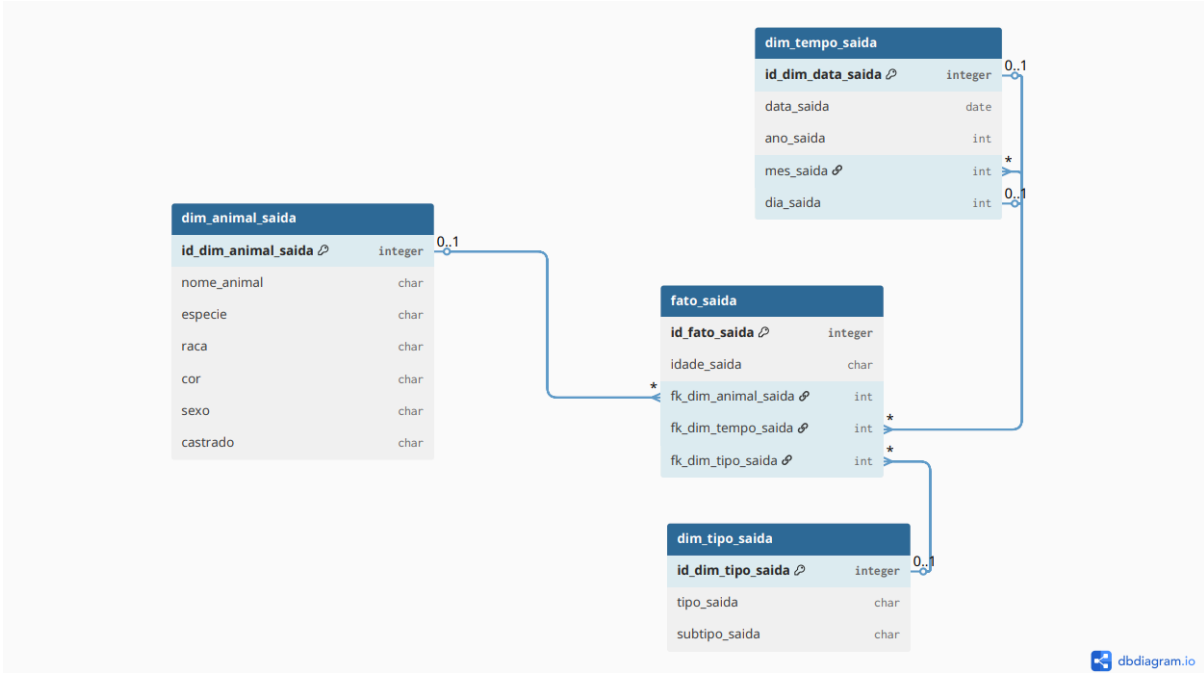 dim_tempo_saida
id_dim_data_saida integer 0..1
data_saida date
ano_saida int
mes_saida int *
dia_saida int 0..1
dim_animal_saida
id_dim_animal_saida integer 0..1
nome_animal char
especie char
raca char
cor char
sexo char
castrado char
fato_saida
id_fato_saida integer
idade_saida char
* fk_dim_animal_saida int
fk_dim_tempo_saida int *
fk_dim_tipo_saida int *
dim_tipo_saida
id_dim_tipo_saida integer 0..1
tipo_saida char
subtipo_saida char
dbdiagram.io